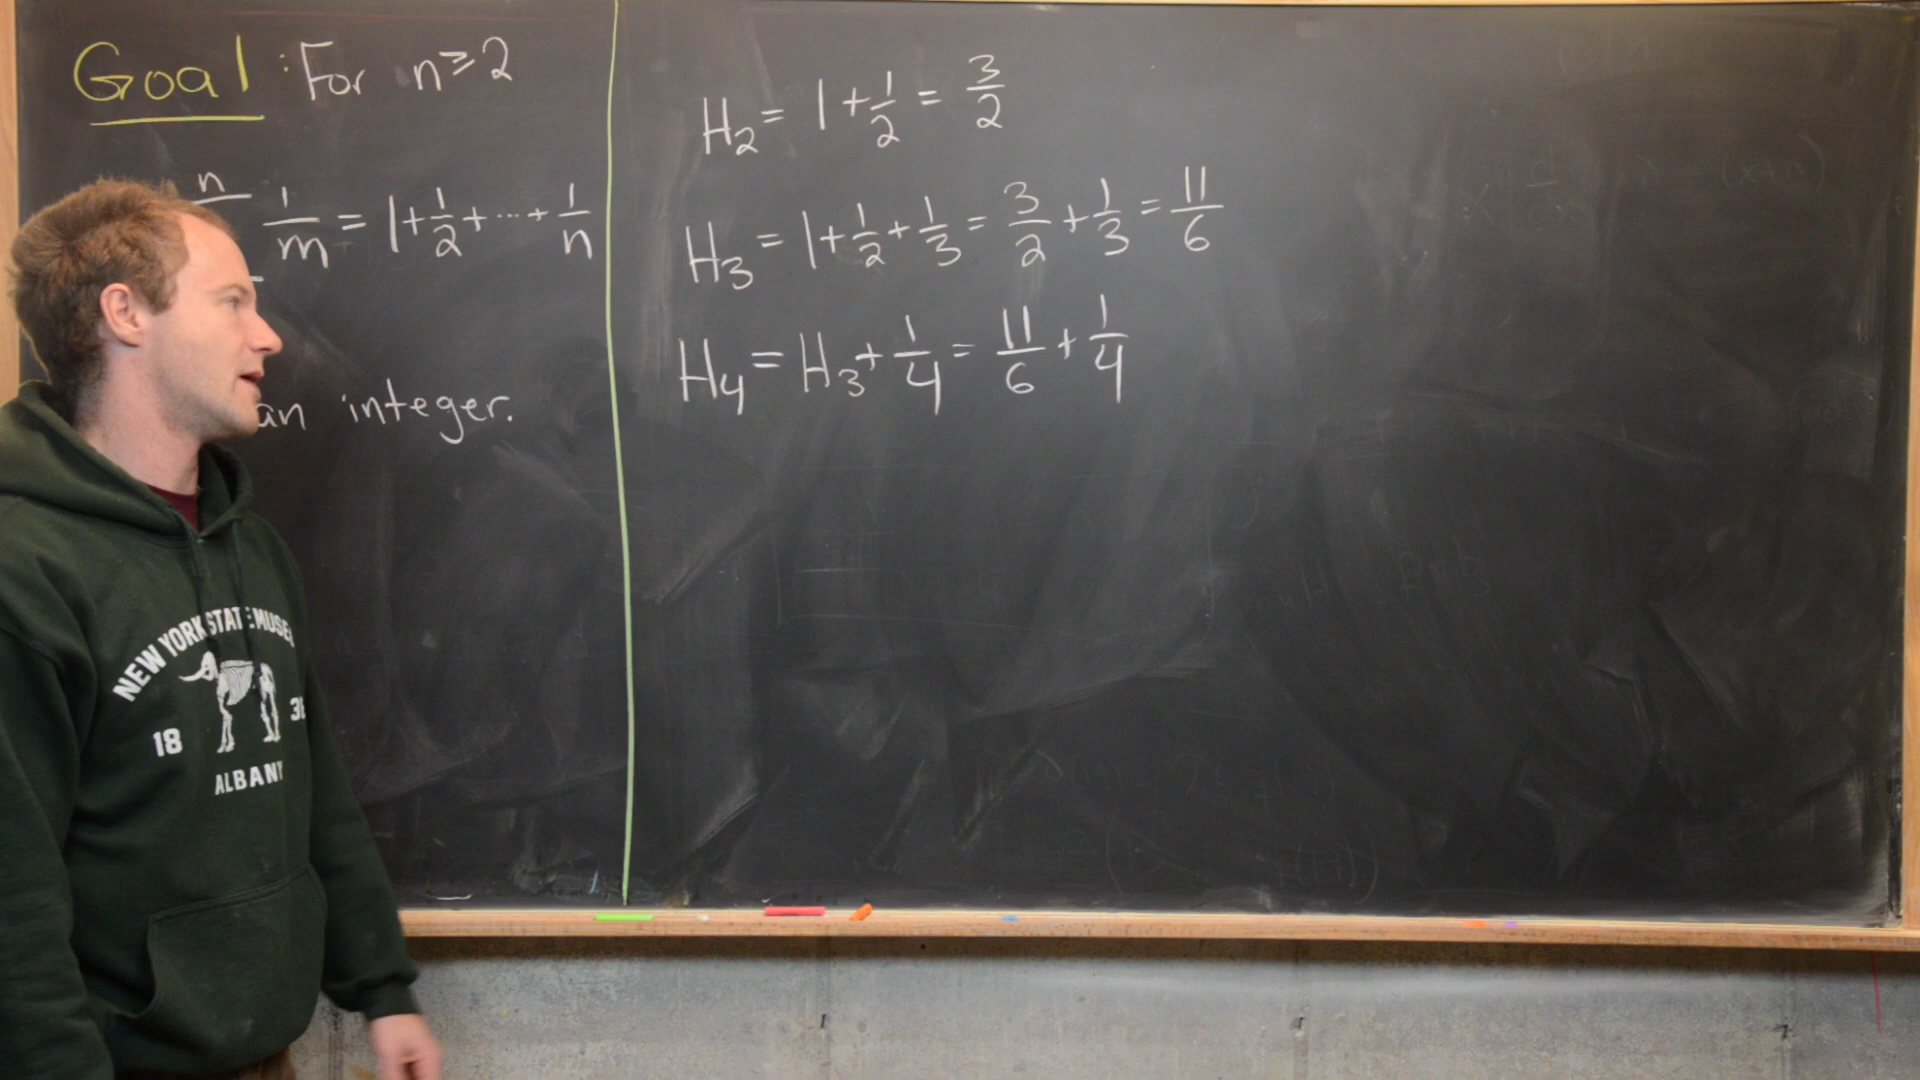 Goal: For n≥2
n
1/m = 1+1/2+⋯+1/n
an integer.
H₂ = 1+1/2 = 3/2
H₃ = 1+1/2+1/3 = 3/2+1/3 = 11/6
H₄ = H₃+1/4 = 11/6+1/4
NEW YORK STATE MUSE
18 3
ALBANY